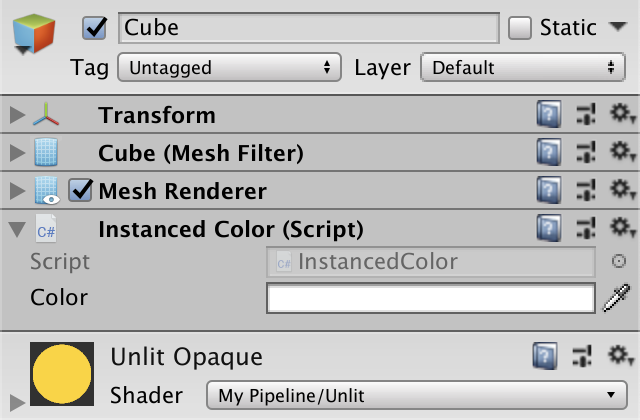 Cube
Static
Tag Untagged Layer Default
Transform
Cube (Mesh Filter)
Mesh Renderer
C# Instanced Color (Script)
Script C# InstancedColor
Color
Unlit Opaque
Shader My Pipeline/Unlit